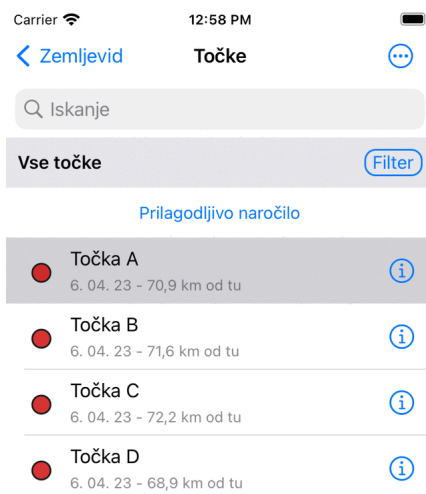 Carrier 12:58 PM
Zemljevid Točke
Iskanje
Vse točke Filter
Prilagodljivo naročilo
Točka A
6. 04. 23 - 70,9 km od tu
Točka B
6. 04. 23 - 71,6 km od tu
Točka C
6. 04. 23 - 72,2 km od tu
Točka D
6. 04. 23 - 68,9 km od tu